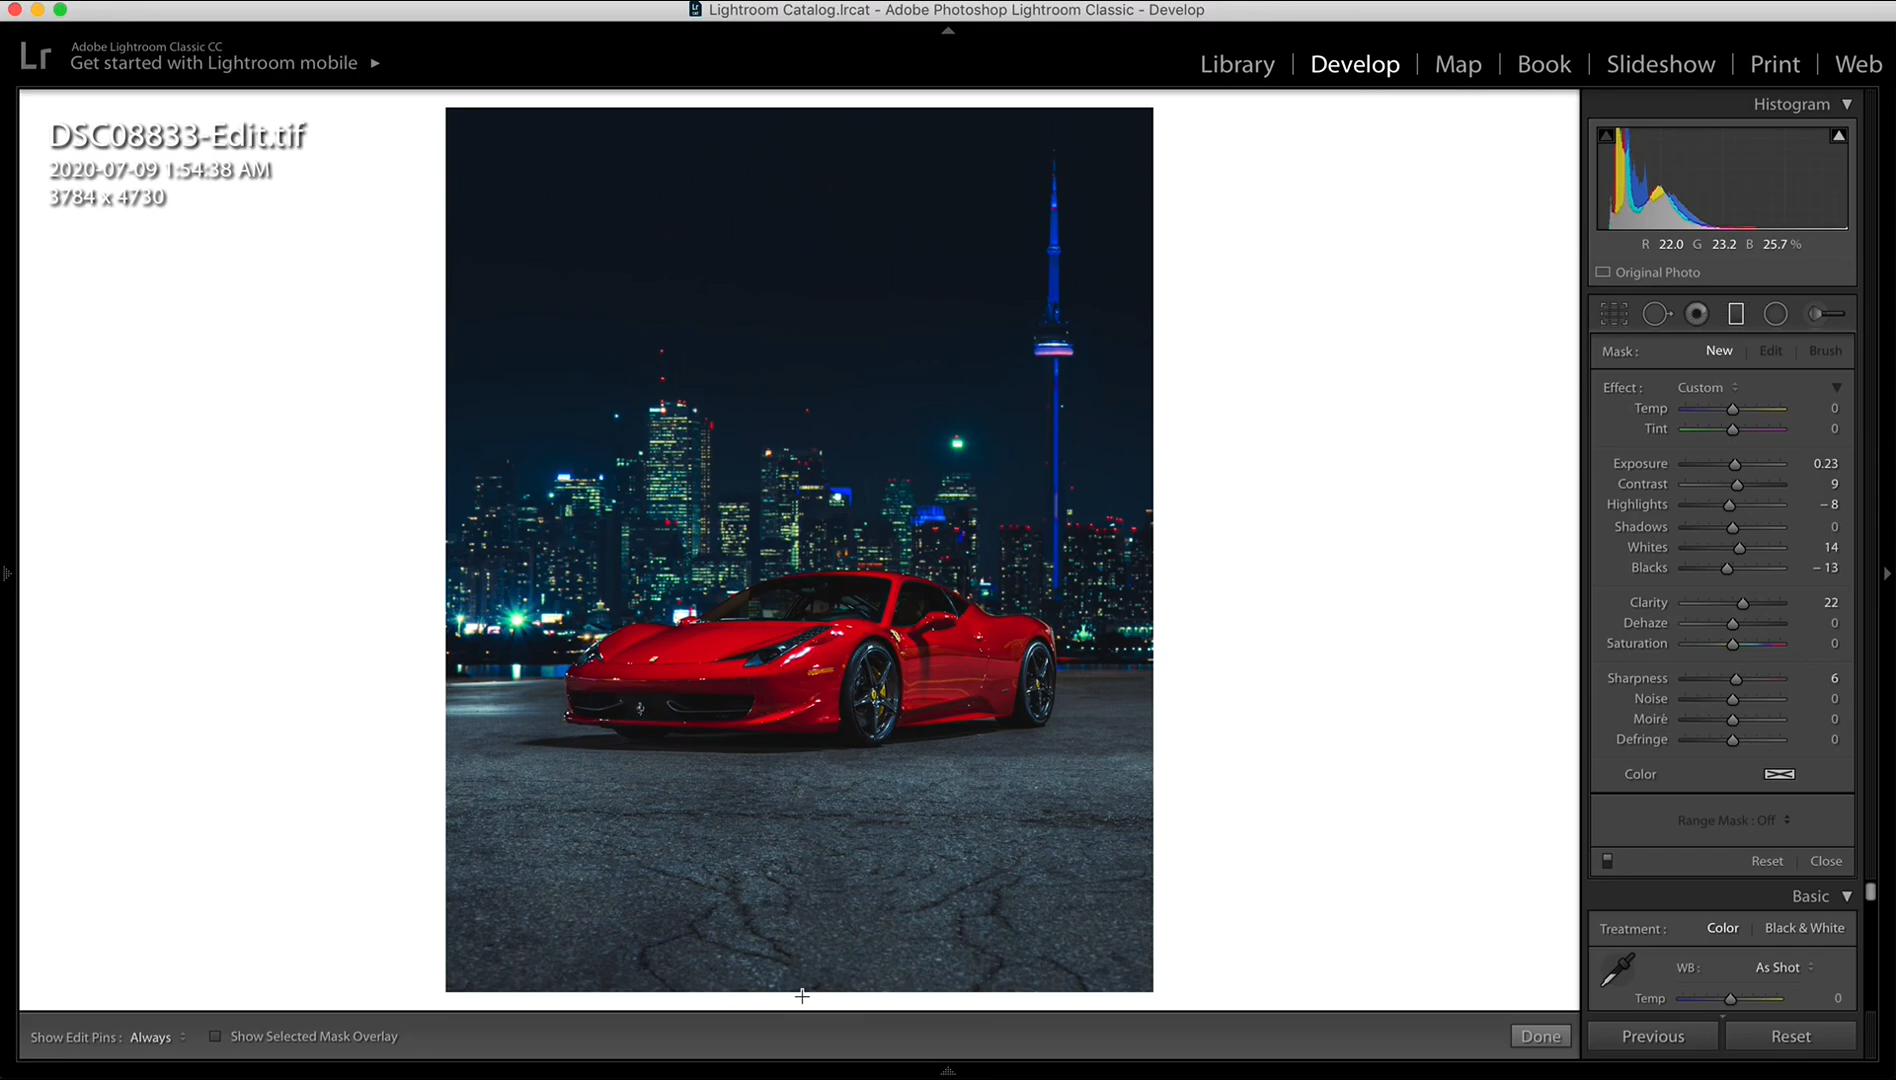 Lightroom Catalog.lrcat - Adobe Photoshop Lightroom Classic - Develop
Lr
Adobe Lightroom Classic CC
Get started with Lightroom mobile
Library | Develop | Map | Book | Slideshow | Print | Web
DSC08833-Edit.tif
2020-07-09 1:54:38 AM
3784 x 4730
Histogram
R 22.0 G 23.2 B 25.7 %
Original Photo
Mask : New | Edit | Brush
Effect : Custom
Temp 0
Tint 0
Exposure 0.23
Contrast 9
Highlights – 8
Shadows 0
Whites 14
Blacks – 13
Clarity 22
Dehaze 0
Saturation 0
Sharpness 6
Noise 0
Moiré 0
Defringe 0
Color
Range Mask : Off
Reset | Close
Basic
Treatment : Color | Black & White
WB : As Shot
Temp 0
Show Edit Pins : Always Show Selected Mask Overlay Done
Previous Reset